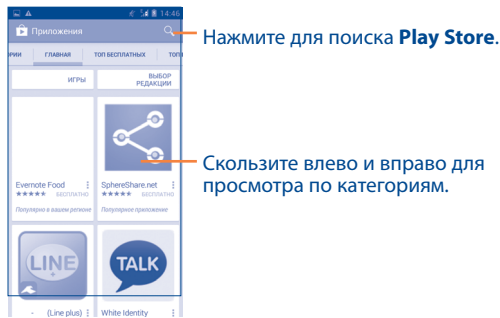 14:46
Приложения
РИИ
ГЛАВНАЯ
ТОП БЕСПЛАТНЫХ
ТОП
ИГРЫ
ВЫБОР
РЕДАКЦИИ
Evernote Food
SphereShare.net
БЕСПЛАТНО
БЕСПЛАТНО
Популярно в вашем регионе
Популярное приложение
LINE
TALK
- (Line plus)
White Identity
Нажмите для поиска Play Store.
Скользите влево и вправо для
просмотра по категориям.